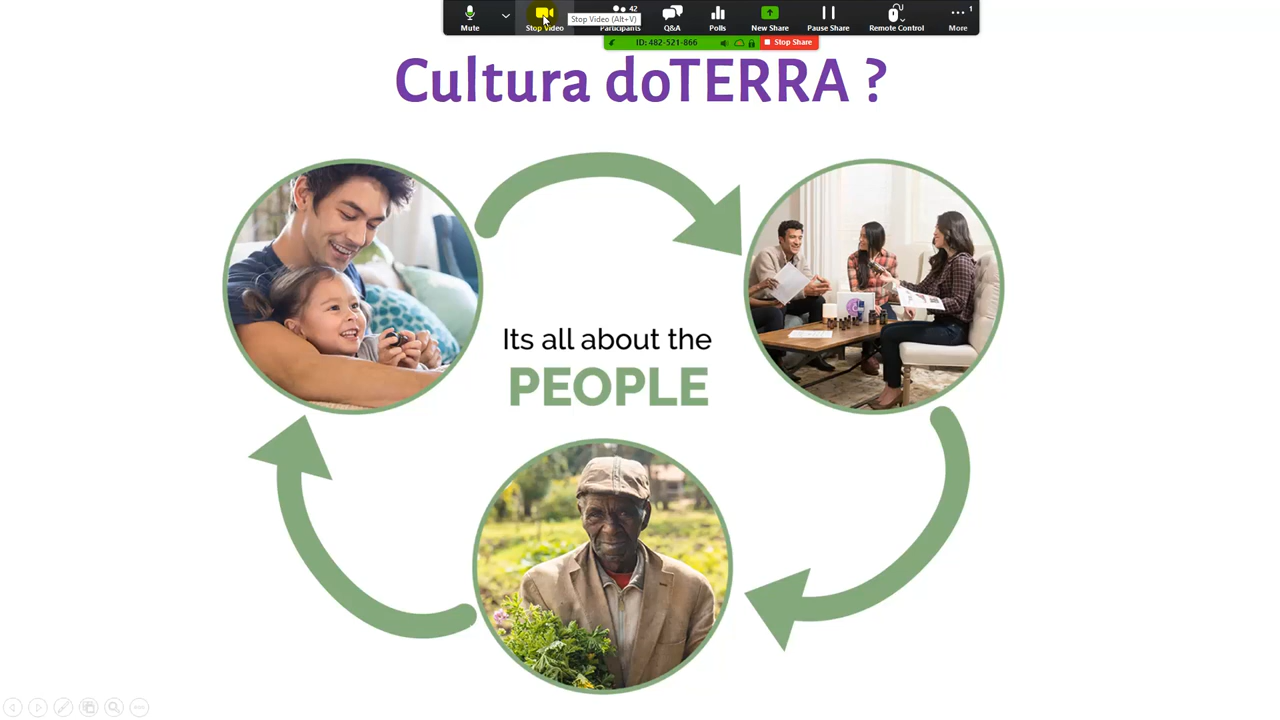 42
1
Mute
Stop Video
Stop Video (Alt+V)
Participants
Q&A
Polls
New Share
Pause Share
Remote Control
More
ID: 482-521-866
Stop Share
Cultura doTERRA ?
Its all about the
PEOPLE